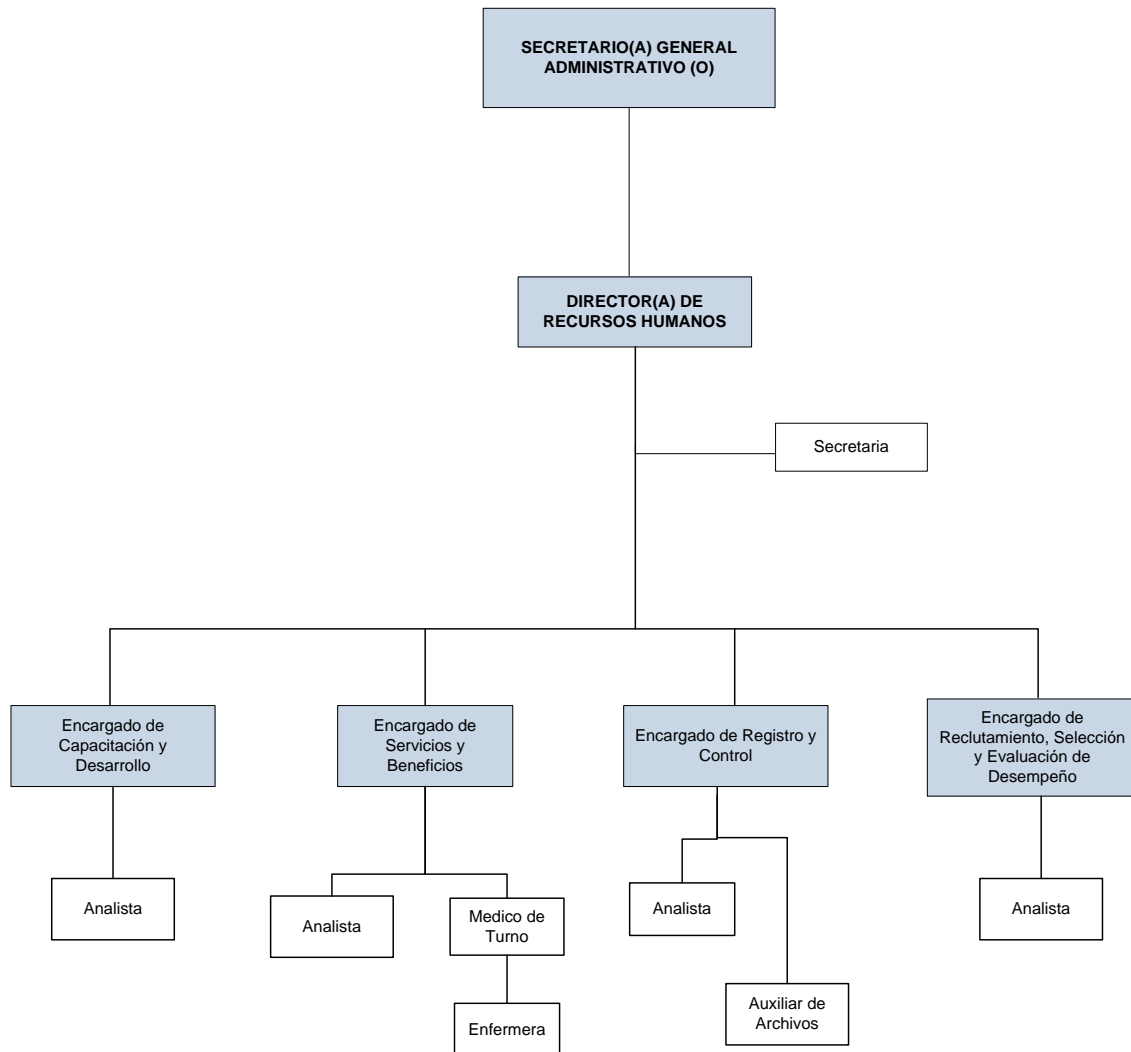 SECRETARIO(A) GENERAL
ADMINISTRATIVO (O)
DIRECTOR(A) DE
RECURSOS HUMANOS
Secretaria
Encargado de
Capacitación y
Desarrollo
Encargado de
Servicios y
Beneficios
Encargado de Registro y
Control
Encargado de
Reclutamiento, Selección
y Evaluación de
Desempeño
Analista
Analista
Medico de
Turno
Analista
Analista
Enfermera
Auxiliar de
Archivos